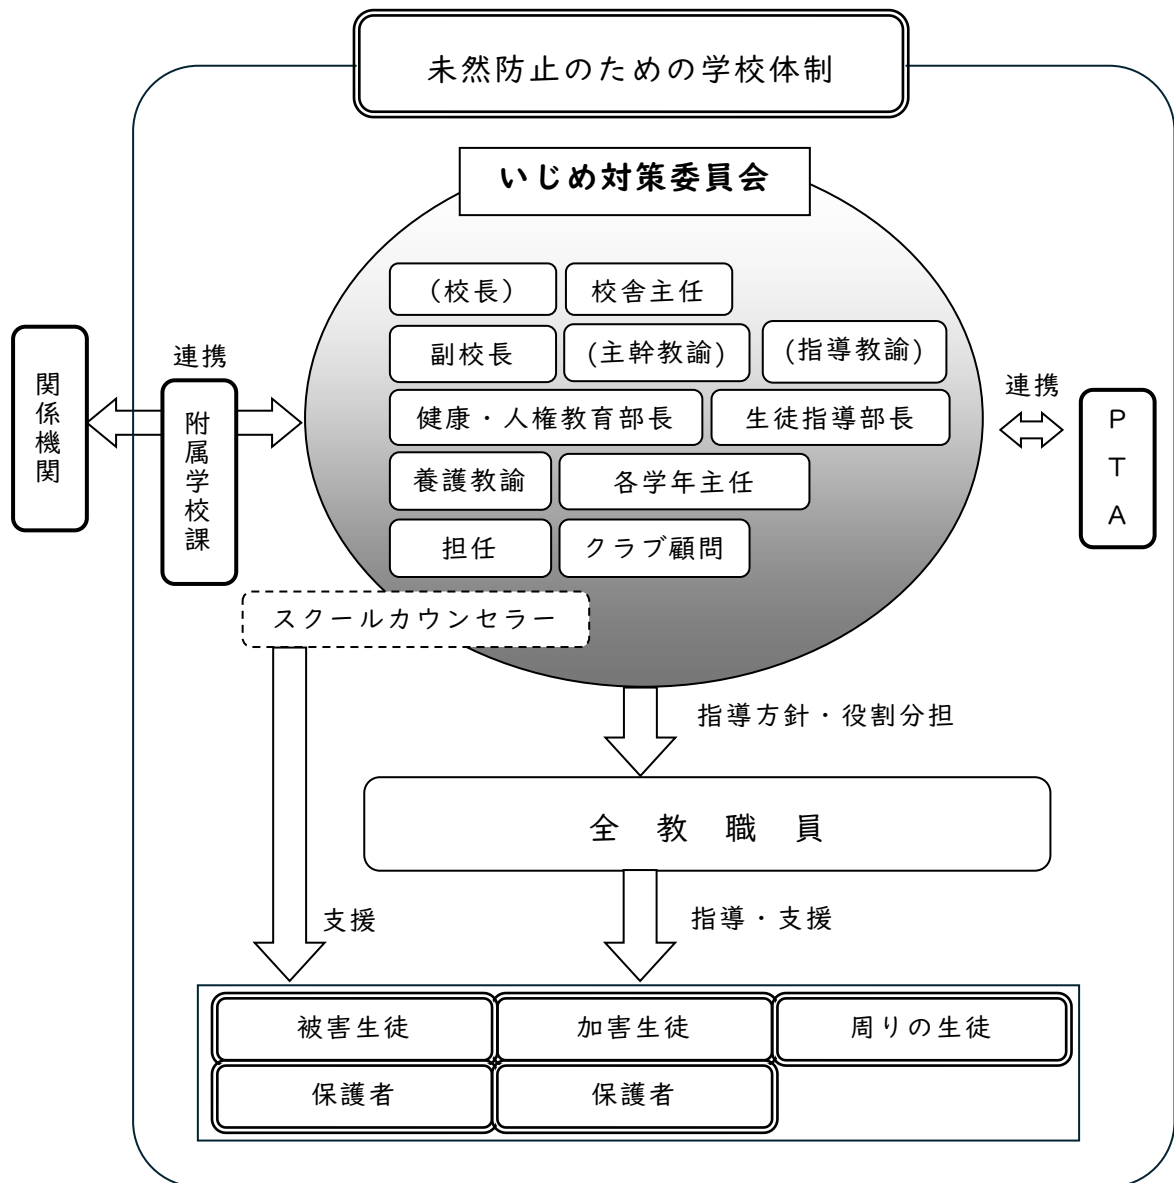 未然防止のための学校体制
いじめ対策委員会
(校長)
校舎主任
副校長
(主幹教諭)
(指導教諭)
健康・人権教育部長
生徒指導部長
養護教諭
各学年主任
担任
クラブ顧問
スクールカウンセラー
関係機関
連携
附属学校課
連携
PTA
指導方針・役割分担
全教職員
支援
指導・支援
被害生徒
加害生徒
周りの生徒
保護者
保護者